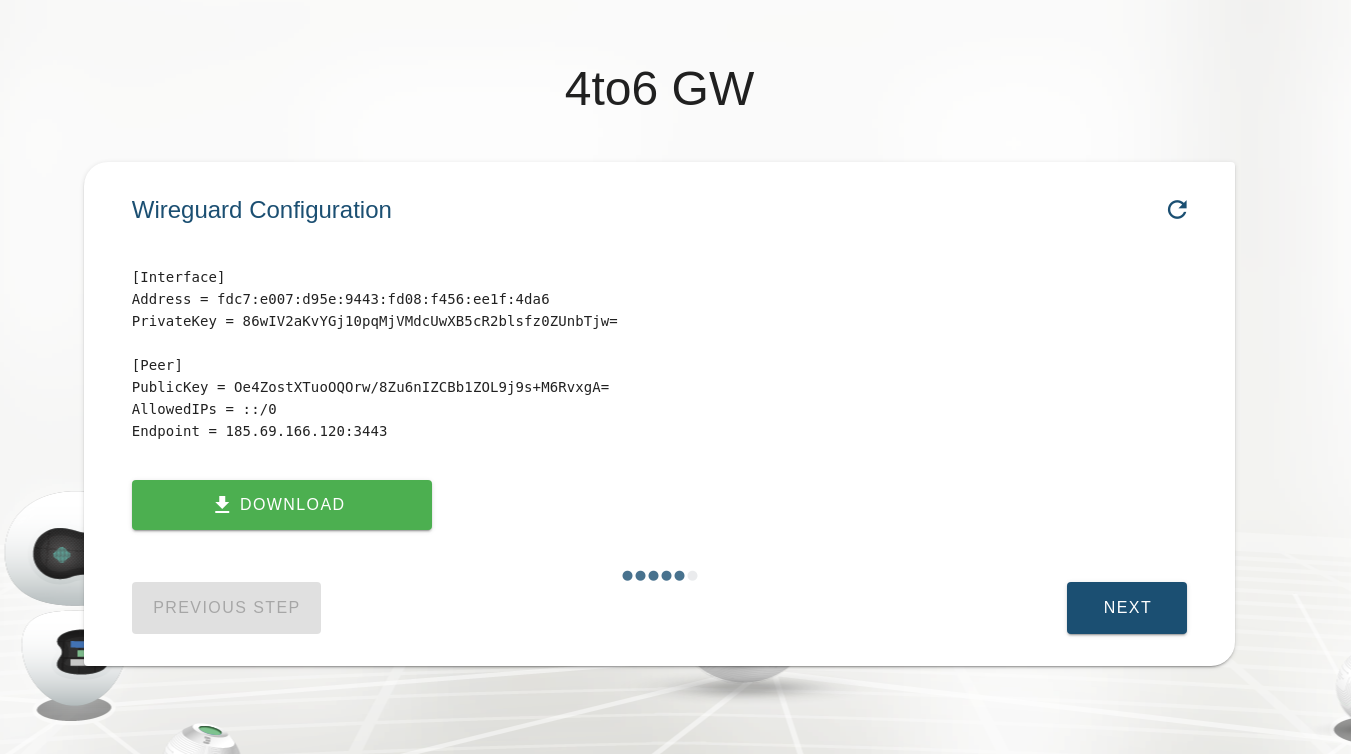 4to6 GW
Wireguard Configuration
[Interface]
Address = fdc7:e007:d95e:9443:fd08:f456:ee1f:4da6
PrivateKey = 86wIV2aKvYGj10pqMjVMdcUwXB5cR2blsfz0ZUnbTjw=
[Peer]
PublicKey = Oe4ZostXTuoOQOrw/8Zu6nIZCBb1ZOL9j9s+M6RvxgA=
AllowedIPs = ::/0
Endpoint = 185.69.166.120:3443
DOWNLOAD
PREVIOUS STEP
NEXT